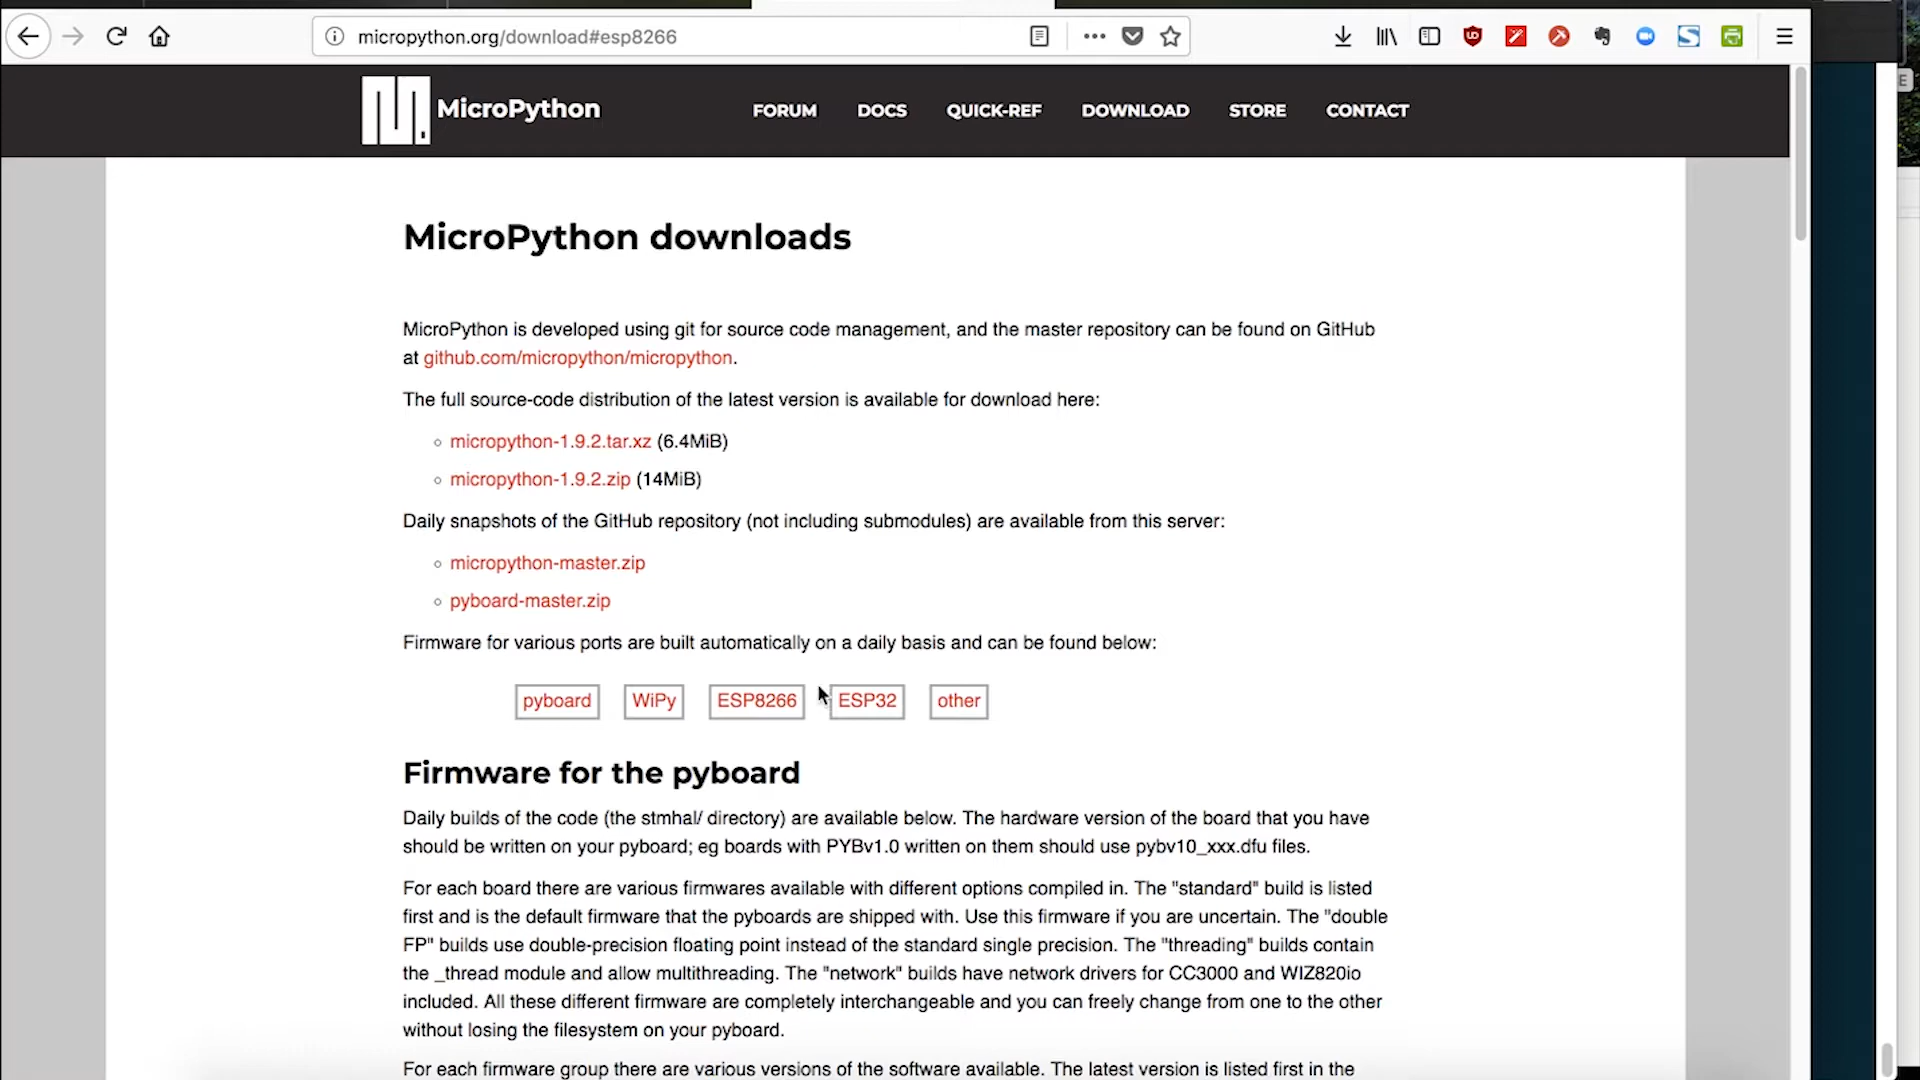 micropython.org/download#esp8266
MicroPython
FORUM DOCS QUICK-REF DOWNLOAD STORE CONTACT
MicroPython downloads
MicroPython is developed using git for source code management, and the master repository can be found on GitHub
at github.com/micropython/micropython.
The full source-code distribution of the latest version is available for download here:
micropython-1.9.2.tar.xz (6.4MiB)
micropython-1.9.2.zip (14MiB)
Daily snapshots of the GitHub repository (not including submodules) are available from this server:
micropython-master.zip
pyboard-master.zip
Firmware for various ports are built automatically on a daily basis and can be found below:
pyboard WiPy ESP8266 ESP32 other
Firmware for the pyboard
Daily builds of the code (the stmhal/ directory) are available below. The hardware version of the board that you have
should be written on your pyboard; eg boards with PYBv1.0 written on them should use pybv10_xxx.dfu files.
For each board there are various firmwares available with different options compiled in. The "standard" build is listed
first and is the default firmware that the pyboards are shipped with. Use this firmware if you are uncertain. The "double
FP" builds use double-precision floating point instead of the standard single precision. The "threading" builds contain
the _thread module and allow multithreading. The "network" builds have network drivers for CC3000 and WIZ820io
included. All these different firmware are completely interchangeable and you can freely change from one to the other
without losing the filesystem on your pyboard.
For each firmware group there are various versions of the software available. The latest version is listed first in the